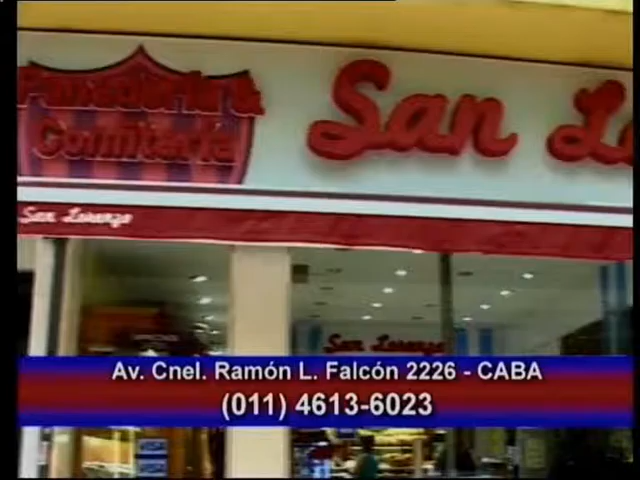 Panadería &
Confitería
San L
San Lorenzo
San Lorenzo
Av. Cnel. Ramón L. Falcón 2226 - CABA
(011) 4613-6023